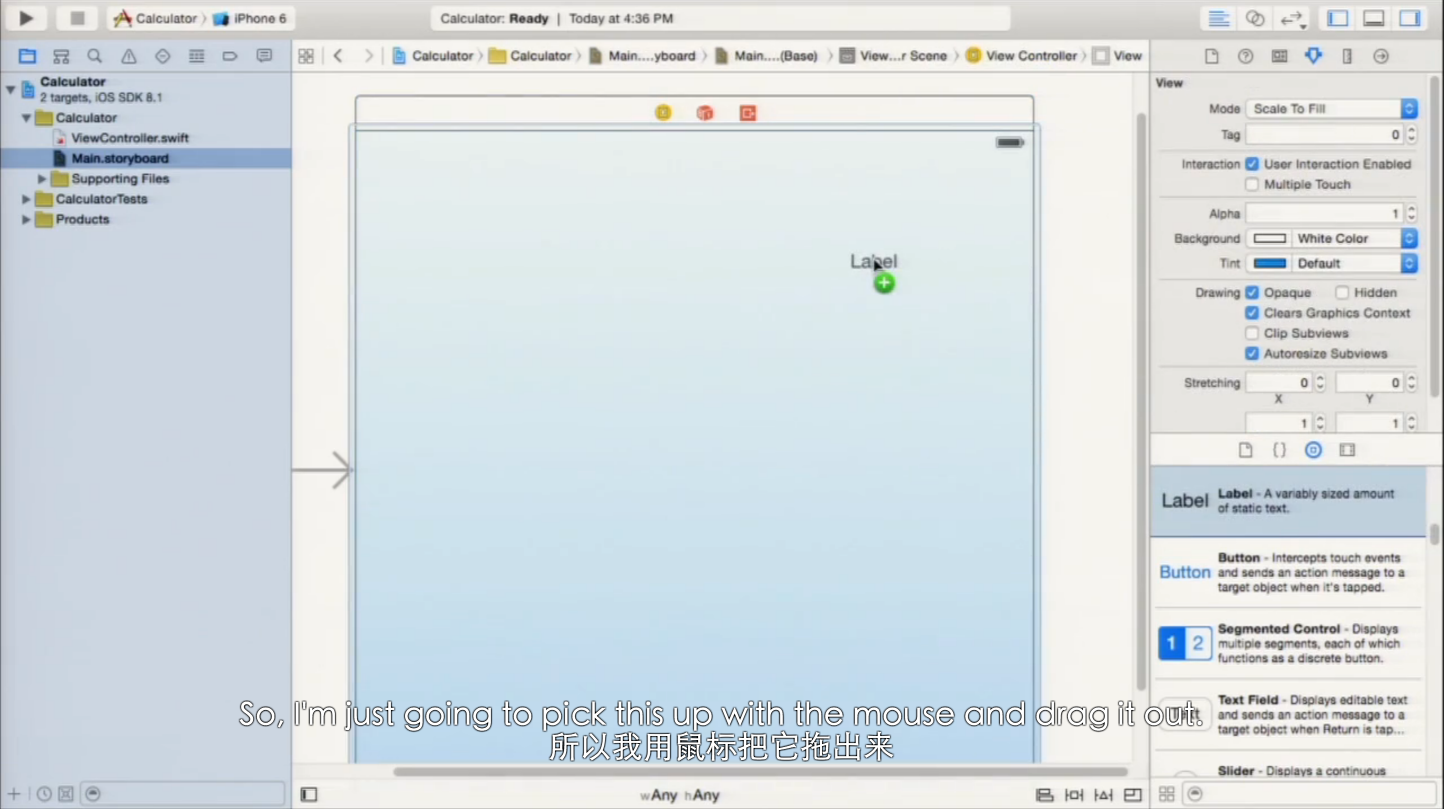 Calculator
iPhone 6
Calculator: Ready | Today at 4:36 PM
Calculator
Calculator
Main....yboard
Main....(Base)
View...r Scene
View Controller
View
Calculator
2 targets, iOS SDK 8.1
Calculator
ViewController.swift
Main.storyboard
Supporting Files
CalculatorTests
Products
Label
View
Mode
Scale To Fill
Tag
0
Interaction
User Interaction Enabled
Multiple Touch
Alpha
1
Background
White Color
Tint
Default
Drawing
Opaque
Hidden
Clears Graphics Context
Clip Subviews
Autoresize Subviews
Stretching
0
0
X
Y
1
1
Label
Label - A variably sized amount
of static text.
Button
Button - Intercepts touch events
and sends an action message to a
target object when it's tapped.
1 2
Segmented Control - Displays
multiple segments, each of which
functions as a discrete button.
Text Field - Displays editable text
and sends an action message to a
target object when Return is tap...
Slider - Displays a continuous
So, I'm just going to pick this up with the mouse and drag it out.
所以我用鼠标把它拖出来
wAny hAny